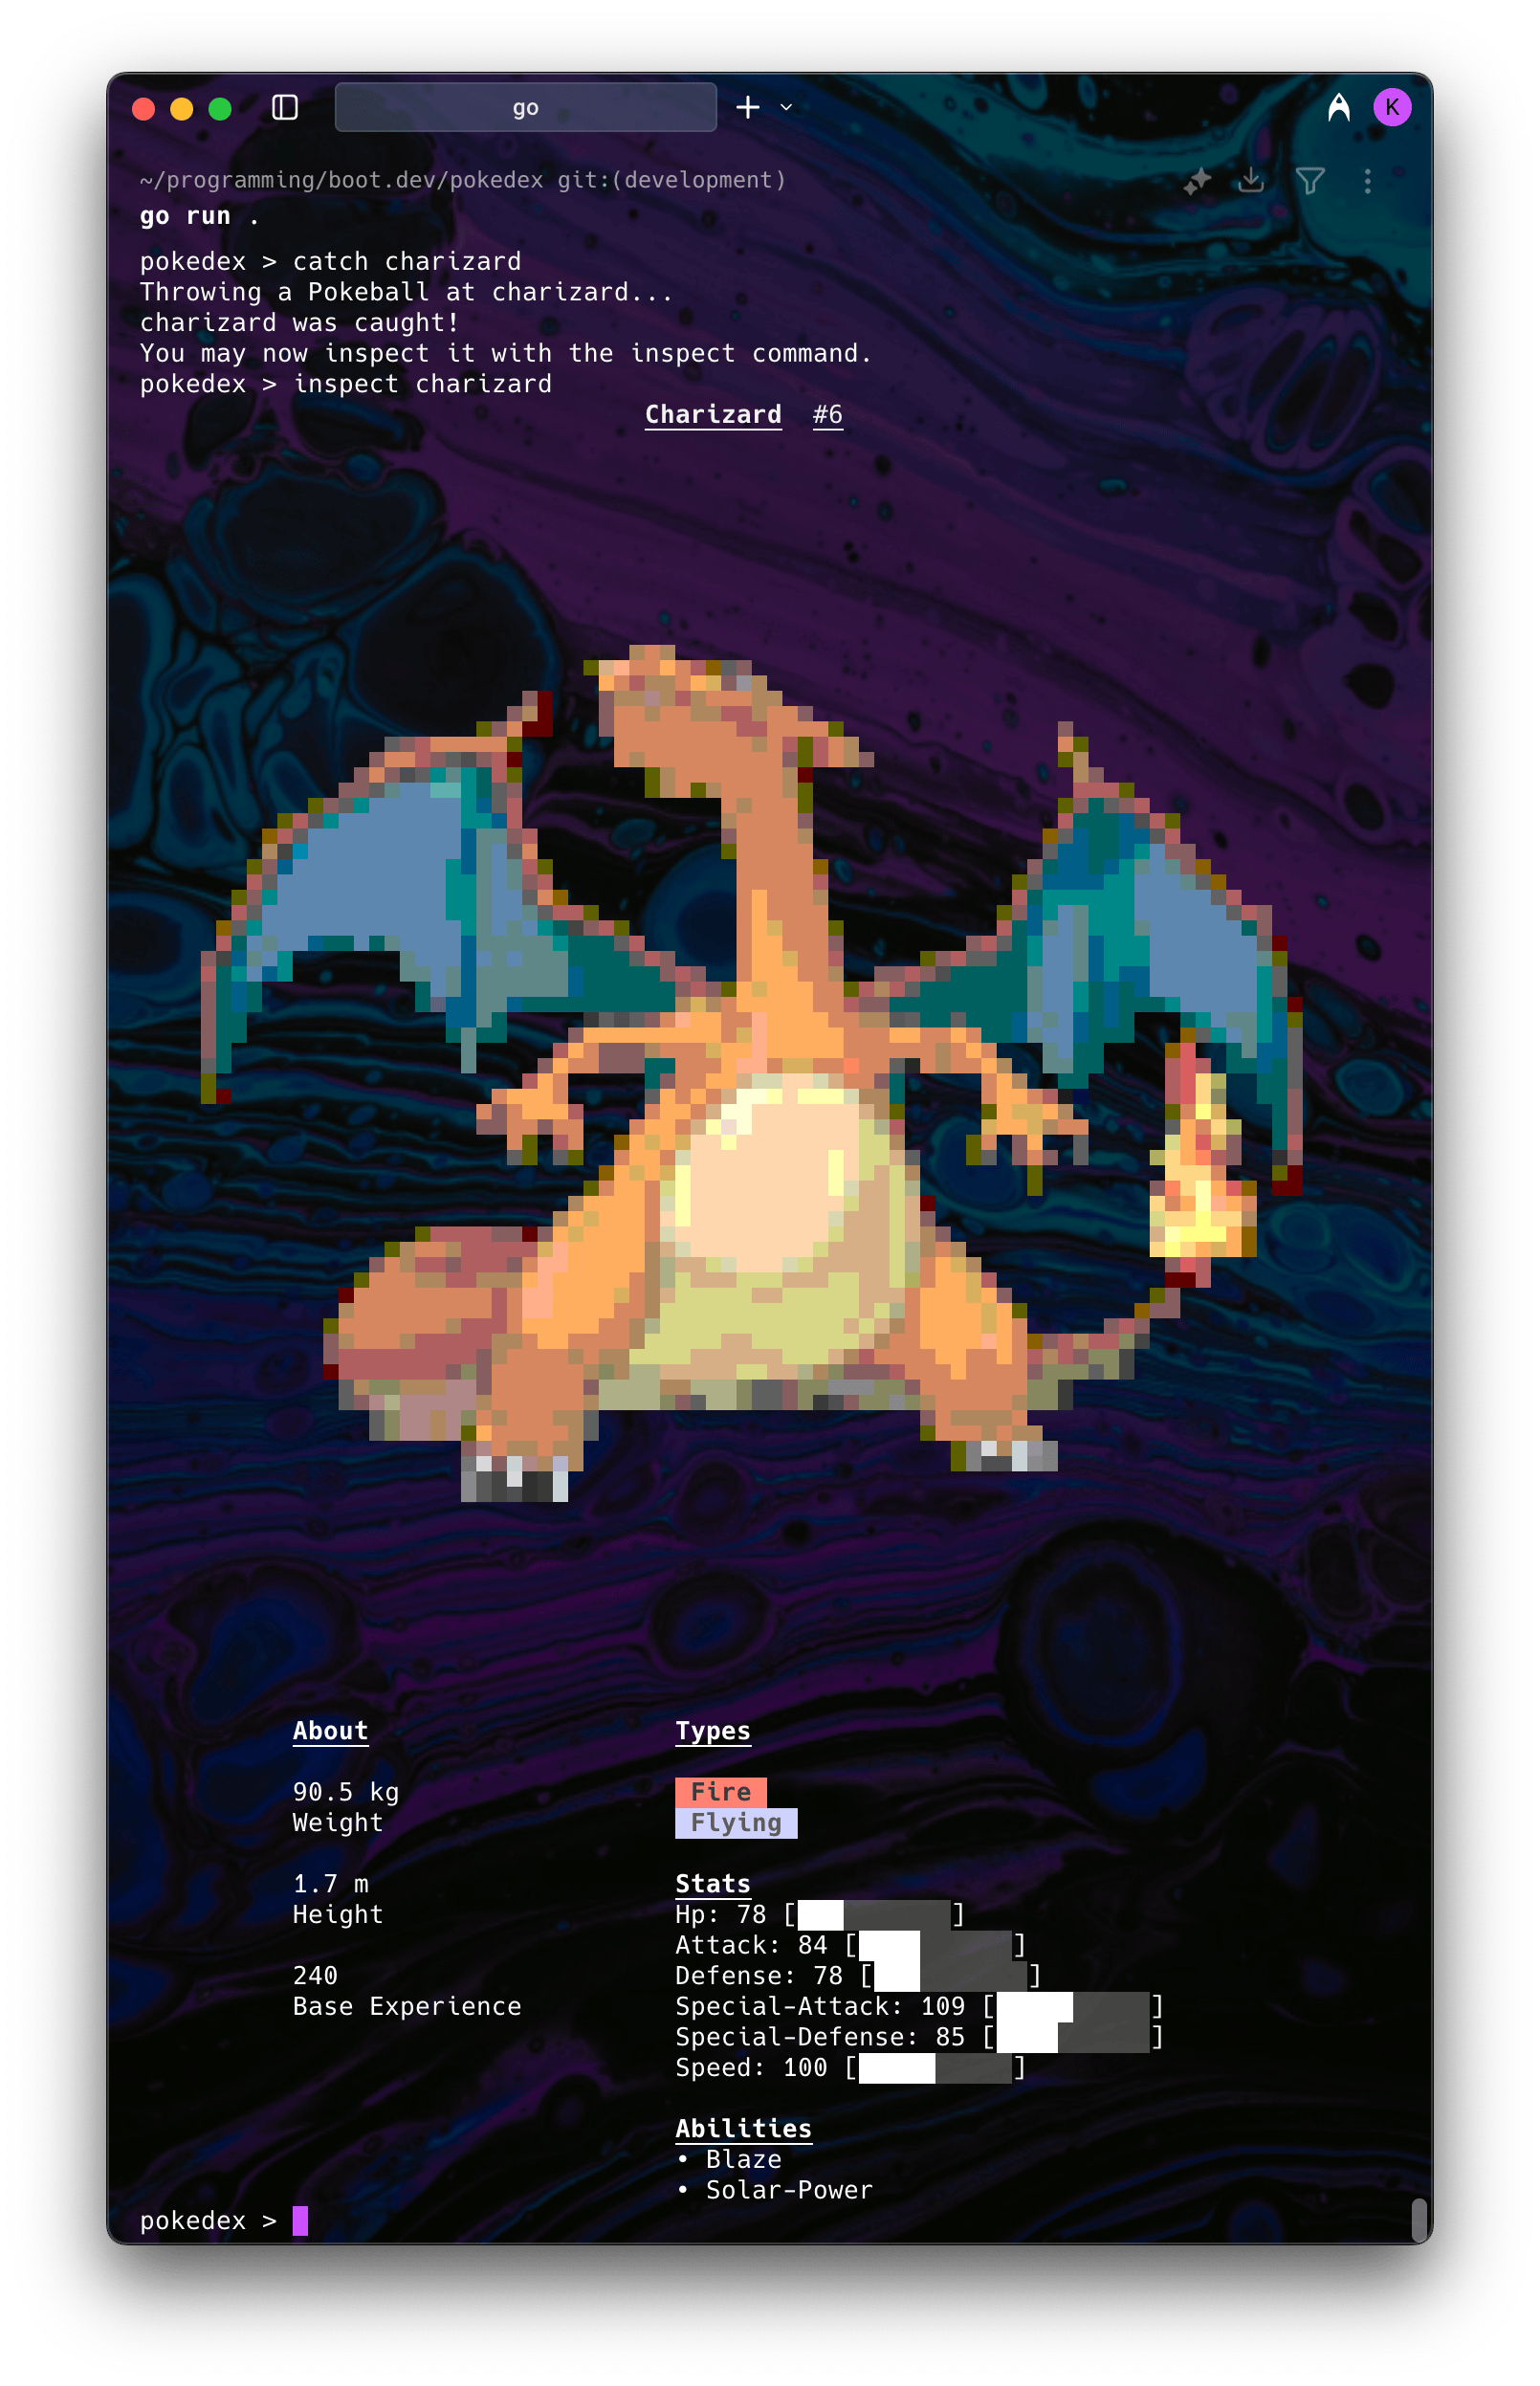 go
K
~/programming/boot.dev/pokedex git:(development)
go run .
pokedex > catch charizard
Throwing a Pokeball at charizard...
charizard was caught!
You may now inspect it with the inspect command.
pokedex > inspect charizard
Charizard #6
About
90.5 kg
Weight
1.7 m
Height
240
Base Experience
Types
Fire
Flying
Stats
Hp: 78 [ ]
Attack: 84 [ ]
Defense: 78 [ ]
Special-Attack: 109 [ ]
Special-Defense: 85 [ ]
Speed: 100 [ ]
Abilities
• Blaze
• Solar-Power
pokedex >